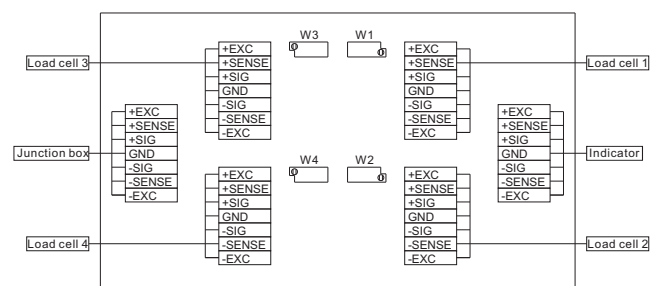 W3 W1
+EXC
+SENSE
+SIG
GND
-SIG
-SENSE
-EXC
+EXC
+SENSE
+SIG
GND
-SIG
-SENSE
-EXC
Load cell 3
Load cell 1
+EXC
+SENSE
+SIG
GND
-SIG
-SENSE
-EXC
+EXC
+SENSE
+SIG
GND
-SIG
-SENSE
-EXC
Junction box
Indicator
W4 W2
+EXC
+SENSE
+SIG
GND
-SIG
-SENSE
-EXC
+EXC
+SENSE
+SIG
GND
-SIG
-SENSE
-EXC
Load cell 4
Load cell 2